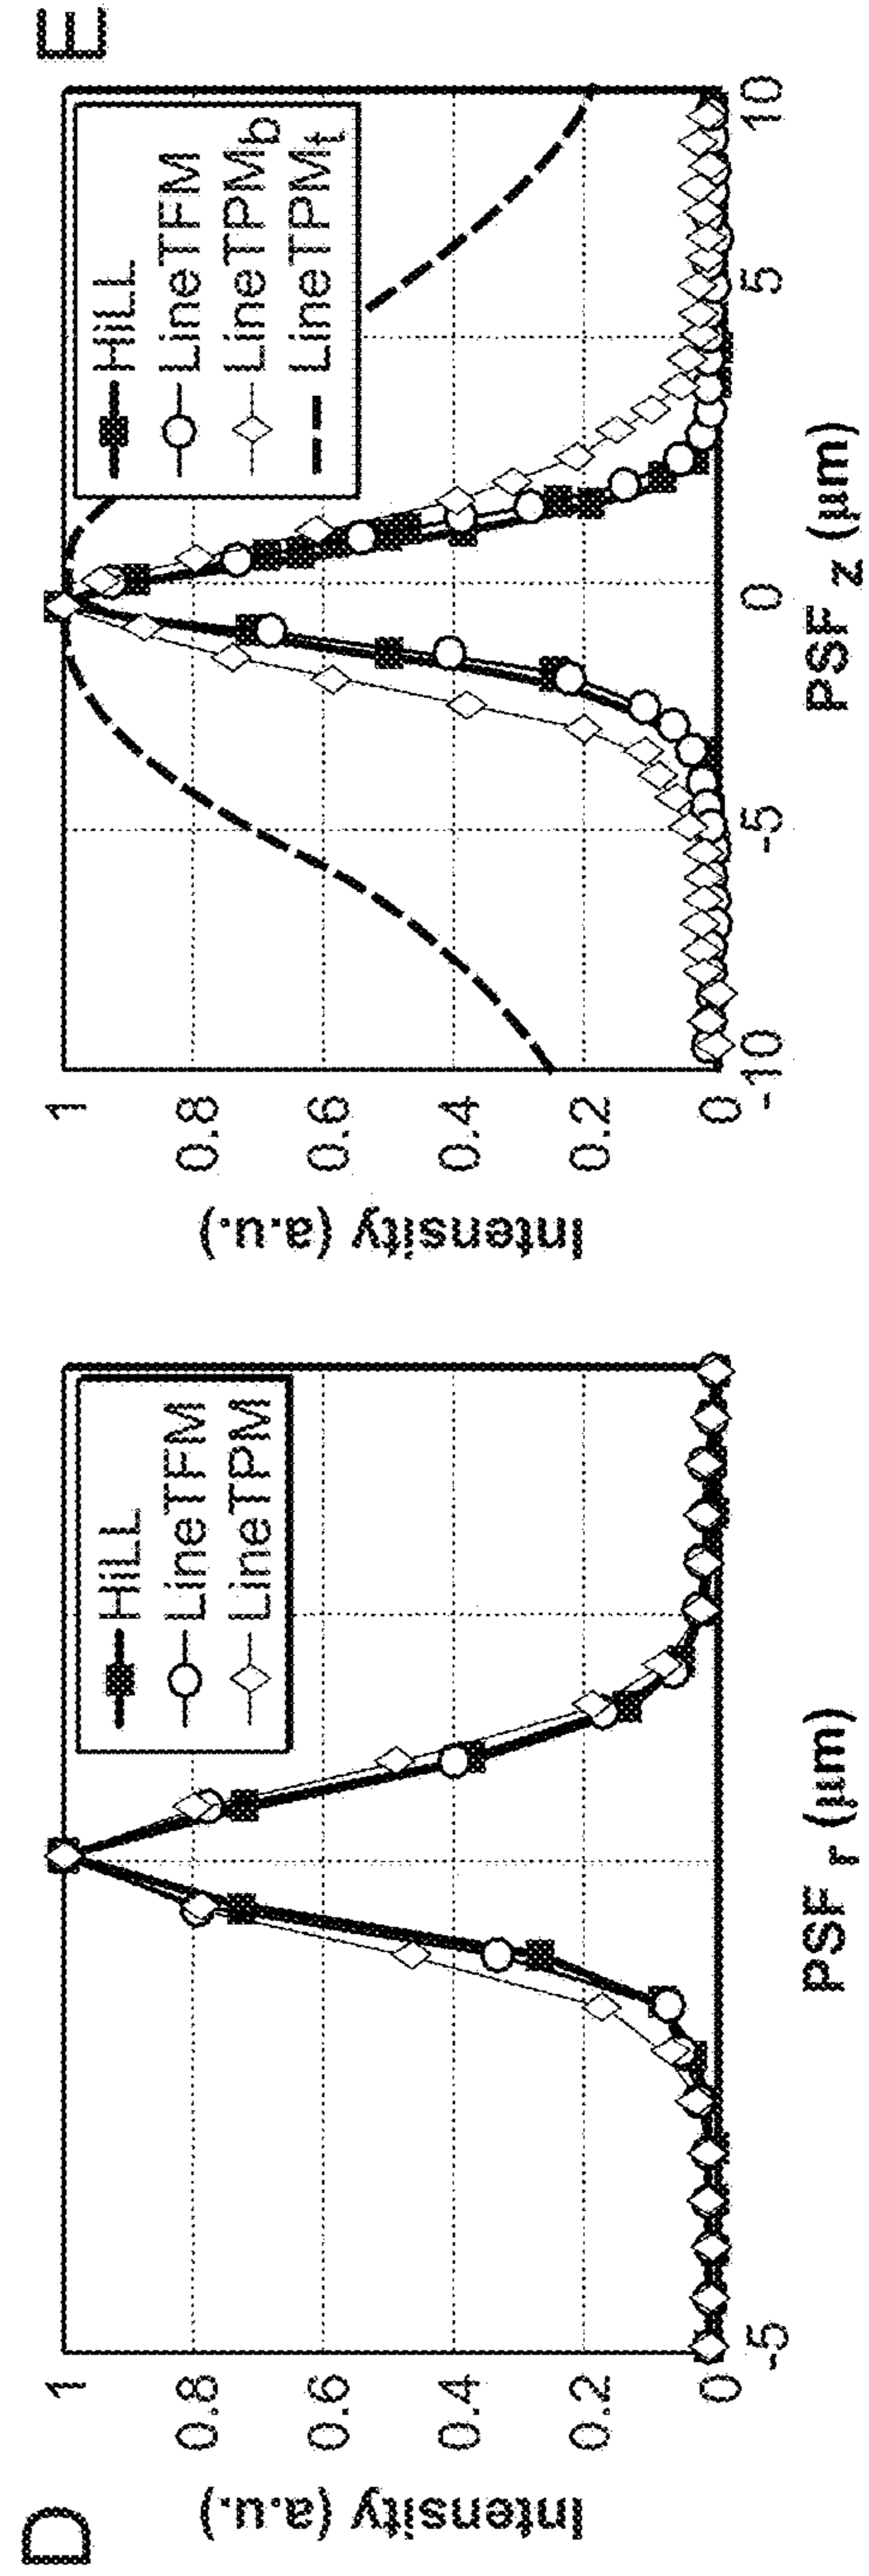 D
Intensity (a.u.)
1
0.8
0.6
0.4
0.2
0
-5
PSF r (μm)
HiLL
LineTFM
LineTPM
E
Intensity (a.u.)
1
0.8
0.6
0.4
0.2
0
-10
-5
0
5
10
PSF z (μm)
HiLL
LineTFM
LineTPMb
LineTPMt